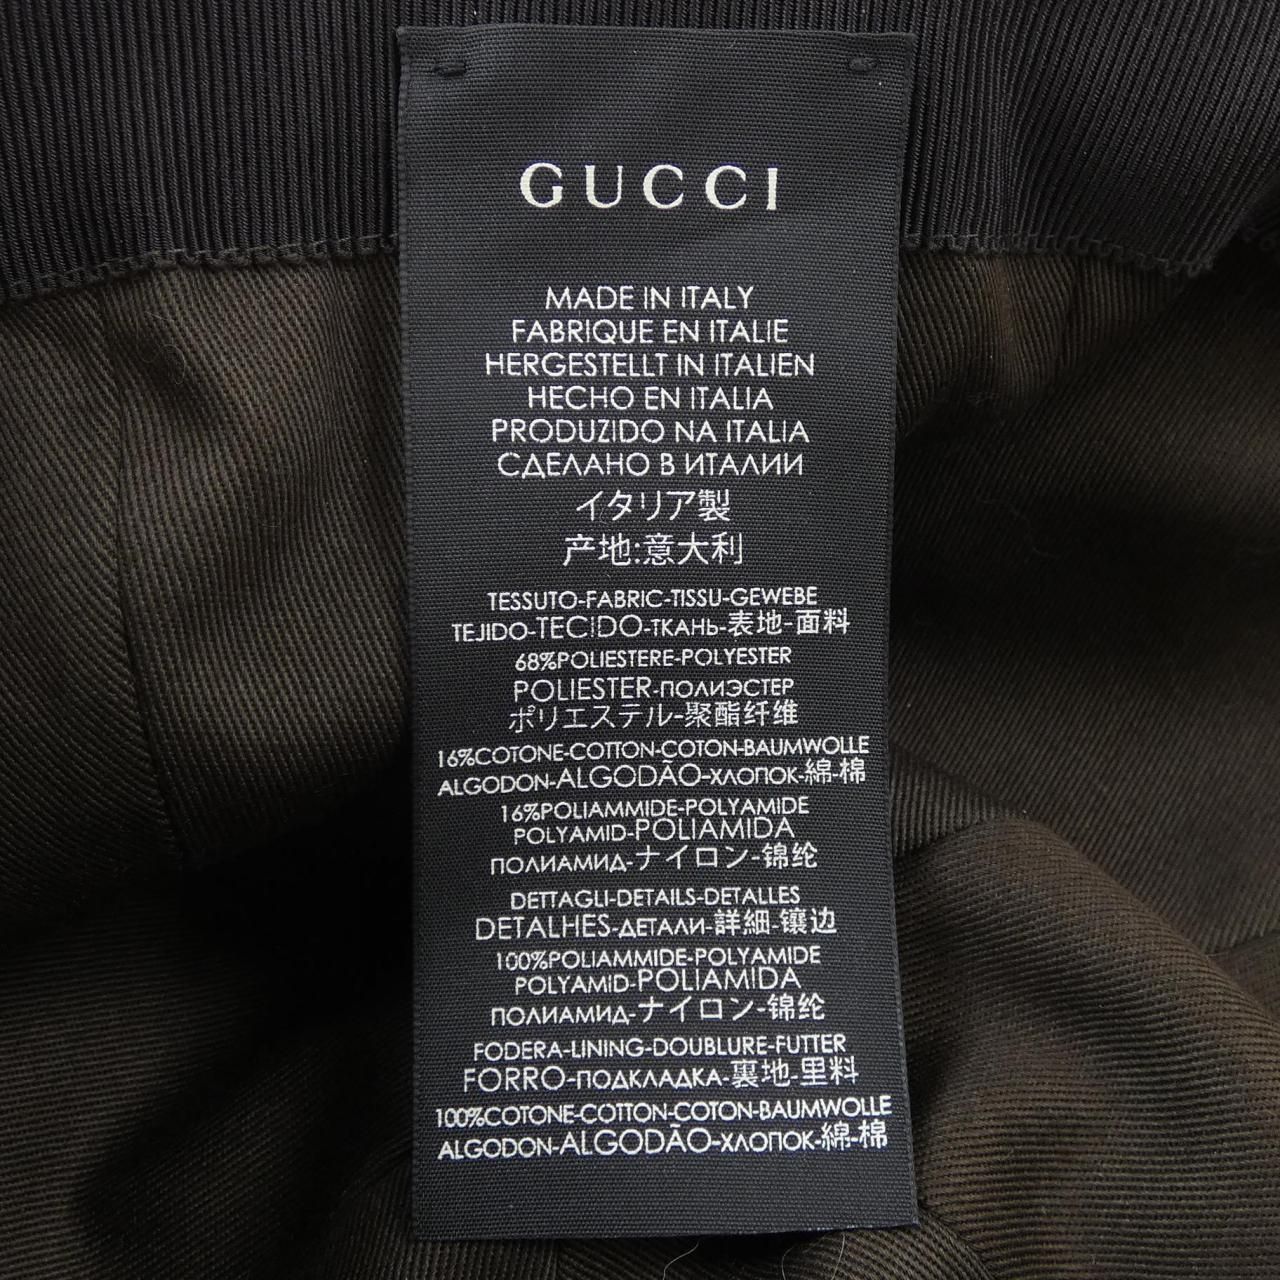 GUCCI
MADE IN ITALY
FABRIQUE EN ITALIE
HERGESTELLT IN ITALIEN
HECHO EN ITALIA
PRODUZIDO NA ITALIA
СДЕЛАНО В ИТАЛИИ
イタリア製
产地:意大利
TESSUTO-FABRIC-TISSU-GEWEBE
TEJIDO-TECIDO-ТКАНЬ-表地-面料
68%POLIESTERE-POLYESTER
POLIESTER-ПОЛИЭСТЕР
ポリエステル-聚酯纤维
16%COTONE-COTTON-COTON-BAUMWOLLE
ALGODON-ALGODÃO-ХЛОПОК-綿-棉
16%POLIAMMIDE-POLYAMIDE
POLYAMID-POLIAMIDA
ПОЛИАМИД-ナイロン-锦纶
DETTAGLI-DETAILS-DETALLES
DETALHES-ДЕТАЛИ-詳細-镶边
100%POLIAMMIDE-POLYAMIDE
POLYAMID-POLIAMIDA
ПОЛИАМИД-ナイロン-锦纶
FODERA-LINING-DOUBLURE-FUTTER
FORRO-ПОДКЛАДКА-裏地-里料
100%COTONE-COTTON-COTON-BAUMWOLLE
ALGODON-ALGODÃO-ХЛОПОК-綿-棉